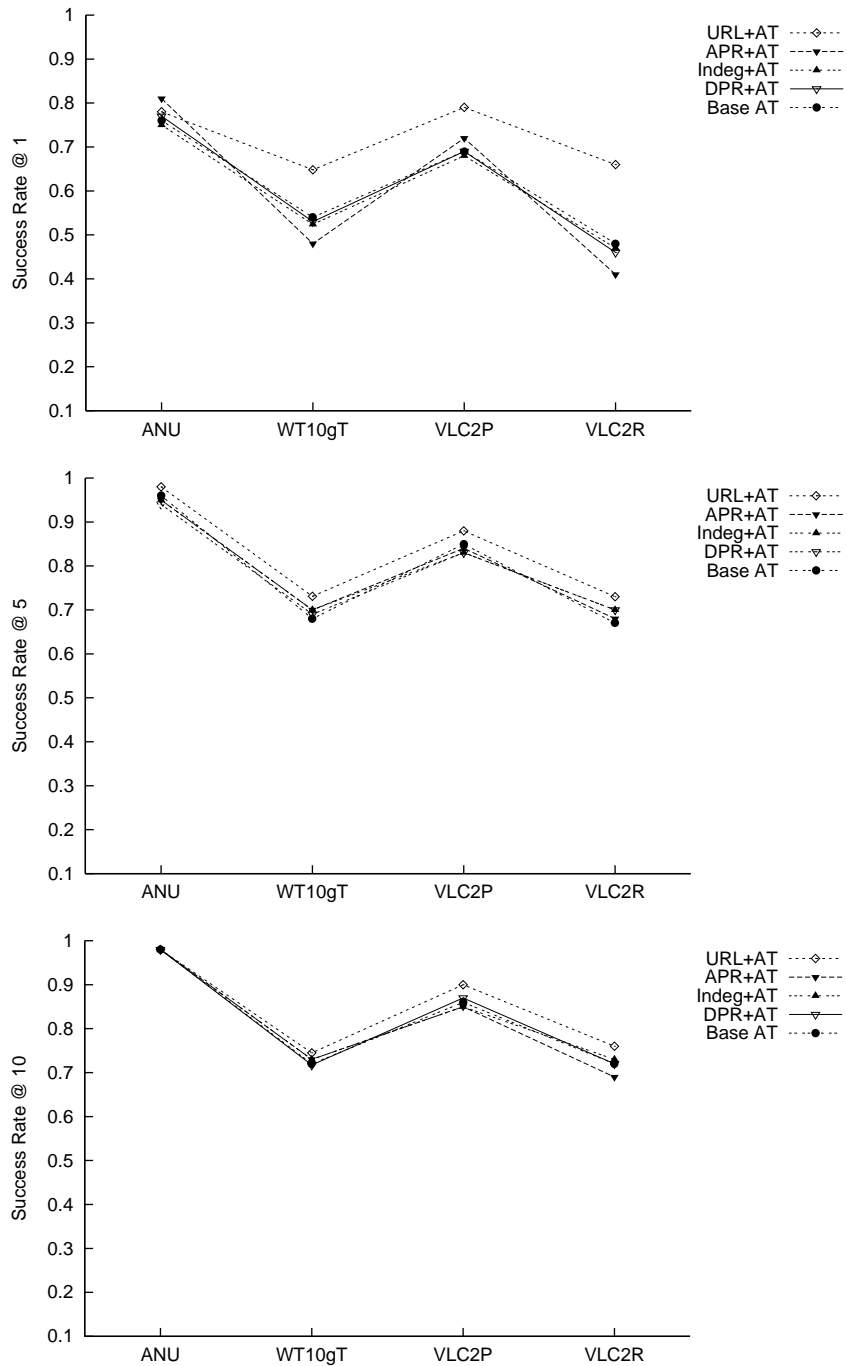 1
0.9
0.8
0.7
0.6
0.5
0.4
0.3
0.2
0.1
Success Rate @ 1
ANU WT10gT VLC2P VLC2R
URL+AT
APR+AT
Indeg+AT
DPR+AT
Base AT
1
0.9
0.8
0.7
0.6
0.5
0.4
0.3
0.2
0.1
Success Rate @ 5
ANU WT10gT VLC2P VLC2R
URL+AT
APR+AT
Indeg+AT
DPR+AT
Base AT
1
0.9
0.8
0.7
0.6
0.5
0.4
0.3
0.2
0.1
Success Rate @ 10
ANU WT10gT VLC2P VLC2R
URL+AT
APR+AT
Indeg+AT
DPR+AT
Base AT